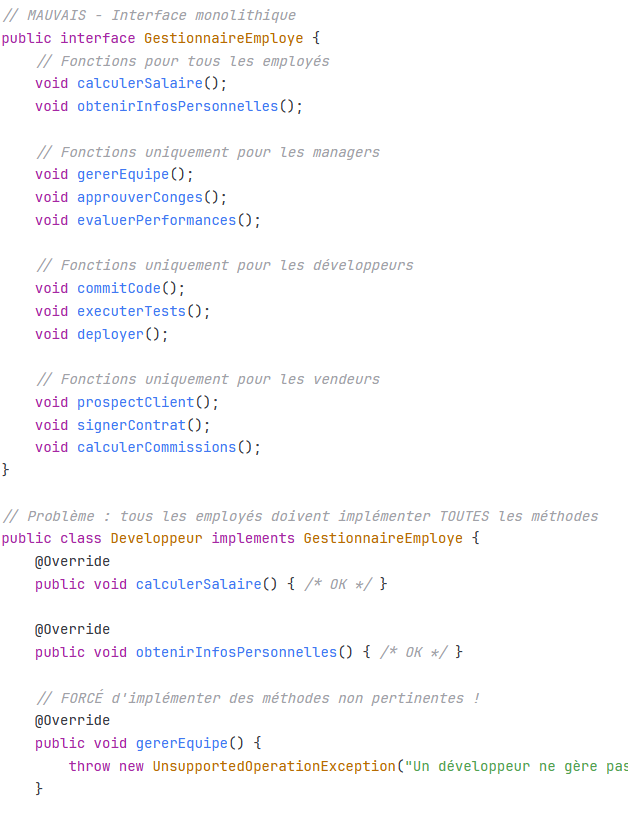 // MAUVAIS - Interface monolithique
public interface GestionnaireEmploye {
    // Fonctions pour tous les employés
    void calculerSalaire();
    void obtenirInfosPersonnelles();

    // Fonctions uniquement pour les managers
    void gererEquipe();
    void approuverConges();
    void evaluerPerformances();

    // Fonctions uniquement pour les développeurs
    void commitCode();
    void executerTests();
    void deployer();

    // Fonctions uniquement pour les vendeurs
    void prospectClient();
    void signerContrat();
    void calculerCommissions();
}

// Problème : tous les employés doivent implémenter TOUTES les méthodes
public class Developpeur implements GestionnaireEmploye {
    @Override
    public void calculerSalaire() { /* OK */ }

    @Override
    public void obtenirInfosPersonnelles() { /* OK */ }

    // FORCÉ d'implémenter des méthodes non pertinentes !
    @Override
    public void gererEquipe() {
        throw new UnsupportedOperationException("Un développeur ne gère pas
    }